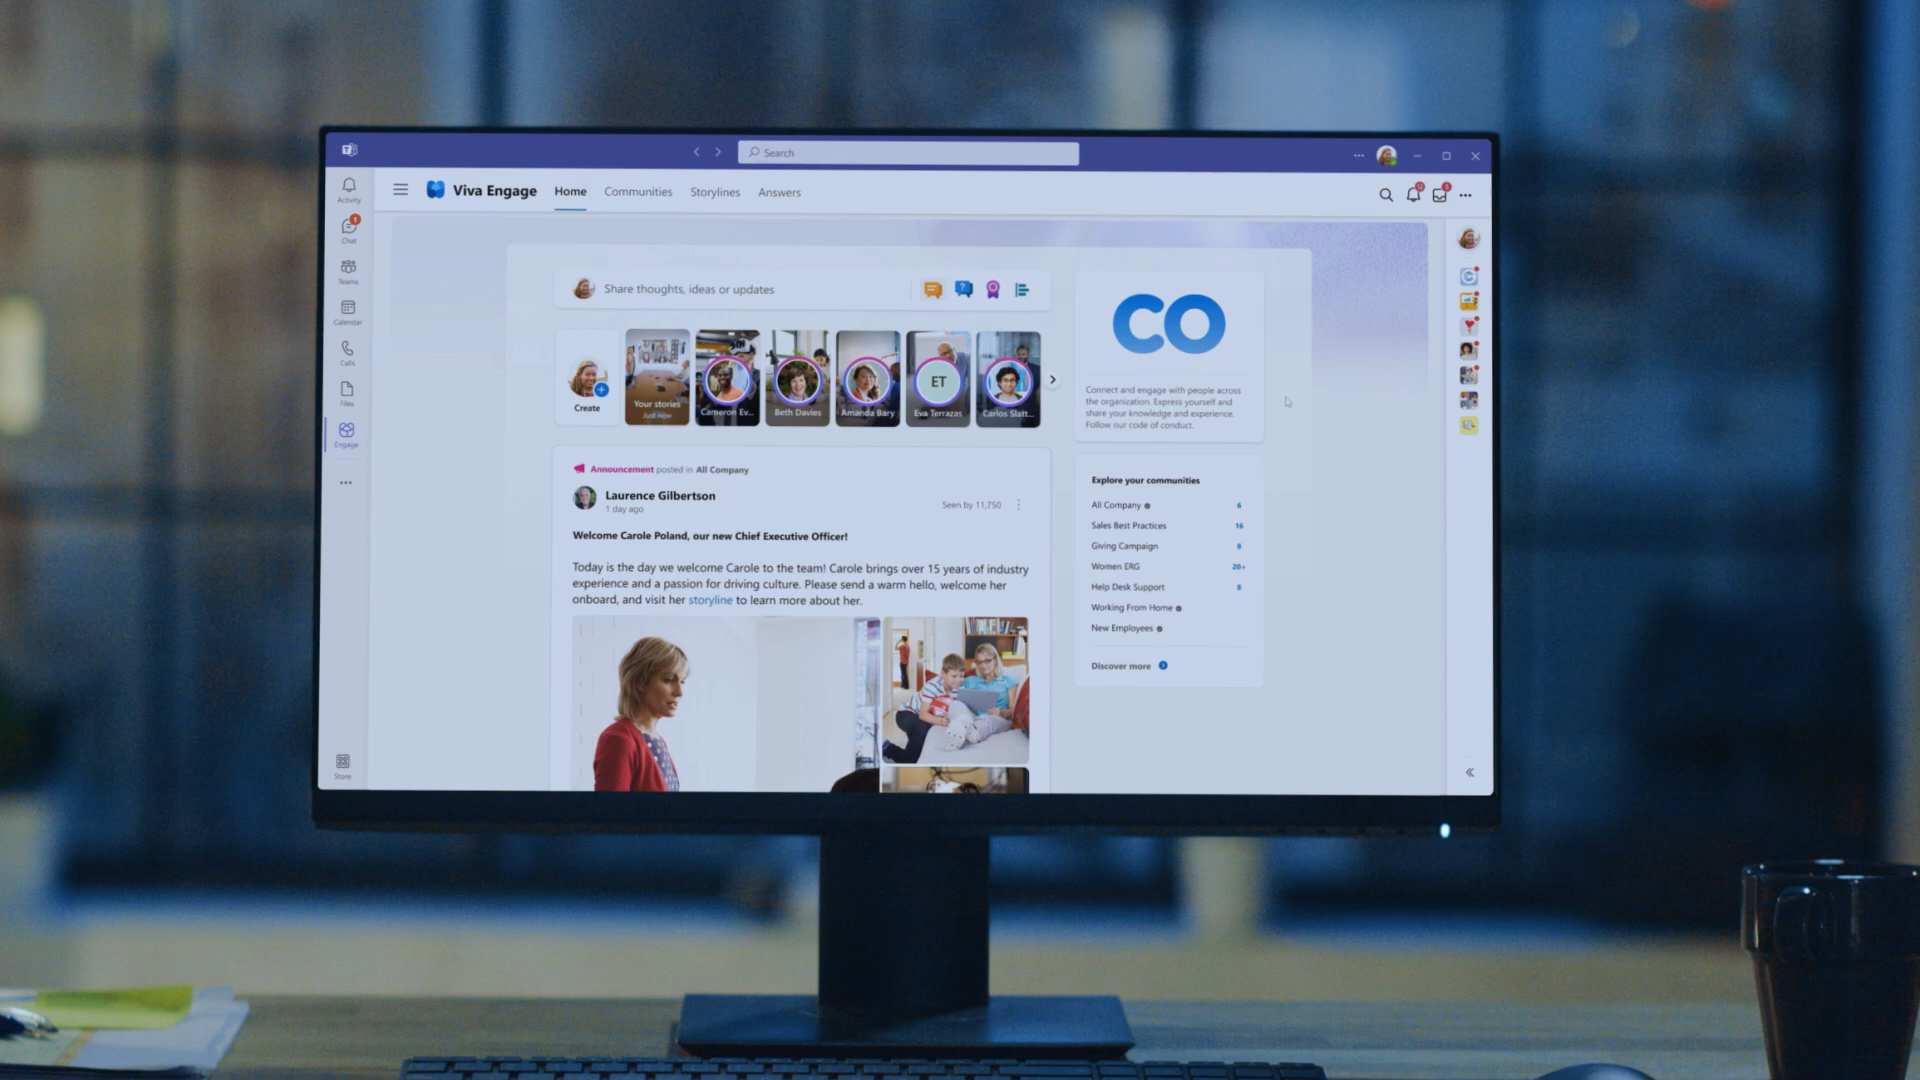 Search
Activity
Chat
1
Teams
Calendar
Calls
Files
Engage
Store
Viva Engage
Home
Communities
Storylines
Answers
12
5
Share thoughts, ideas or updates
Create
Your stories
Just now
Cameron Ev...
Beth Davies
Amanda Bary
ET
Eva Terrazas
Carlos Slatt...
Announcement posted in All Company
Laurence Gilbertson
1 day ago
Seen by 11,750
Welcome Carole Poland, our new Chief Executive Officer!
Today is the day we welcome Carole to the team! Carole brings over 15 years of industry
experience and a passion for driving culture. Please send a warm hello, welcome her
onboard, and visit her storyline to learn more about her.
CO
Connect and engage with people across
the organization. Express yourself and
share your knowledge and experience.
Follow our code of conduct.
Explore your communities
All Company 6
Sales Best Practices 16
Giving Campaign 8
Women ERG 20+
Help Desk Support 8
Working From Home
New Employees
Discover more